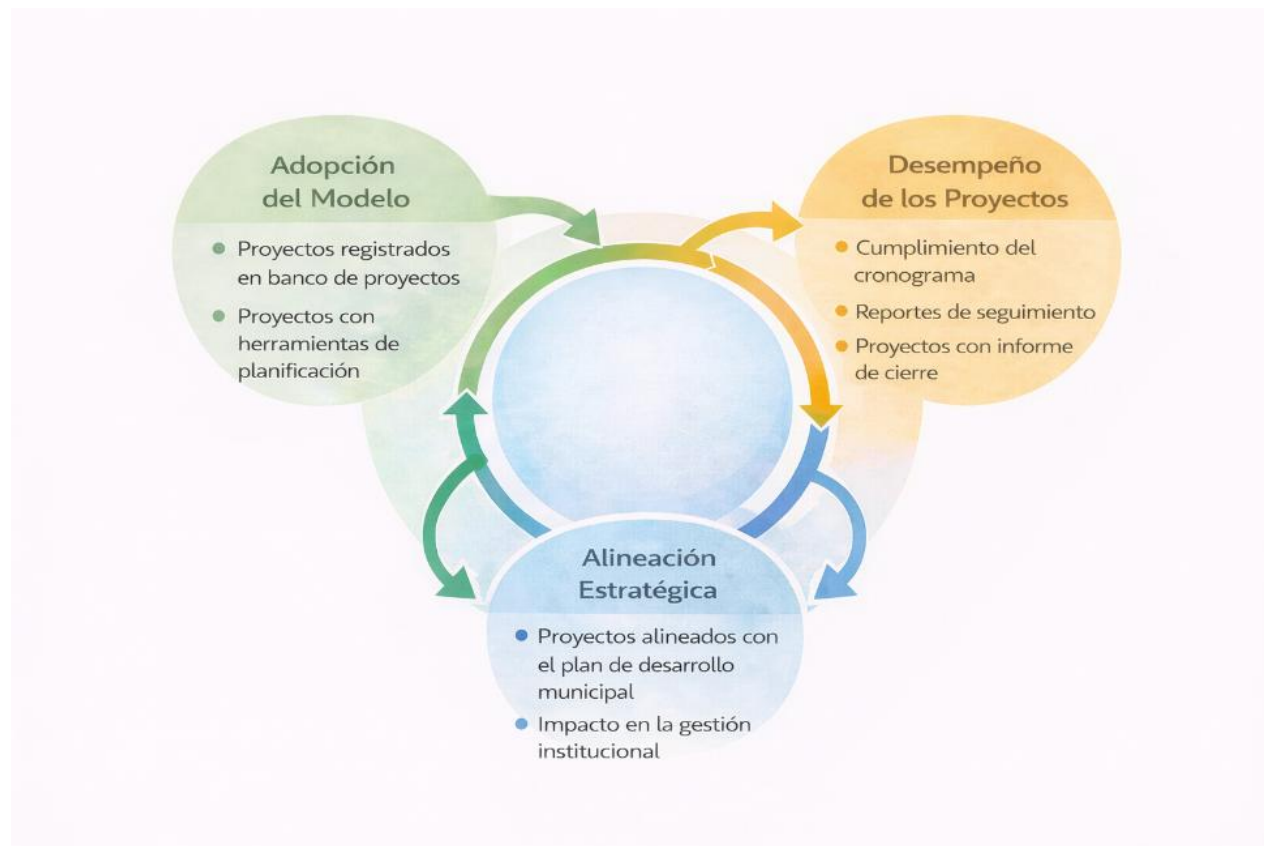 Adopción
del Modelo
• Proyectos registrados
en banco de proyectos
• Proyectos con
herramientas de
planificación
Desempeño
de los Proyectos
• Cumplimiento del
cronograma
• Reportes de seguimiento
• Proyectos con informe
de cierre
Alineación
Estratégica
• Proyectos alineados con
el plan de desarrollo
municipal
• Impacto en la gestión
institucional